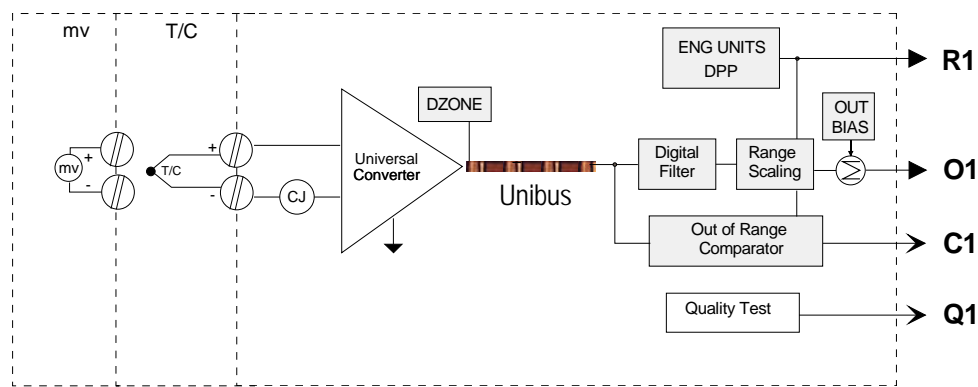 mv
T/C
ENG UNITS
DPP
R1
DZONE
OUT
BIAS
+
mv
-
T/C
+
-
CJ
Universal
Converter
Unibus
Digital
Filter
Range
Scaling
Σ
O1
Out of Range
Comparator
C1
Quality Test
Q1